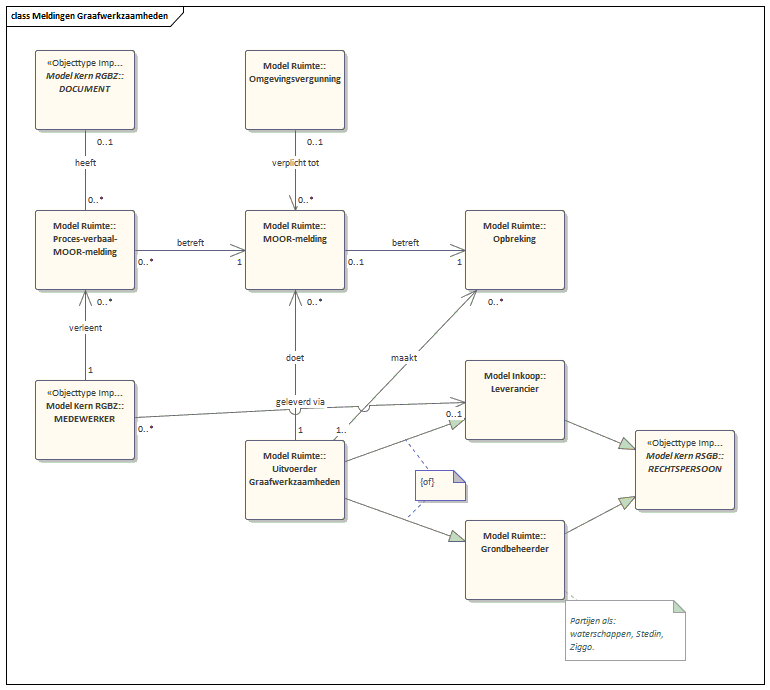 class Meldingen Graafwerkzaamheden
«Objecttype Imp...
Model Kern RGBZ::
DOCUMENT
Model Ruimte::
Omgevingsvergunning
0..1
0..1
heeft
verplicht tot
0..*
0..*
Model Ruimte::
Proces-verbaal-
MOOR-melding
betreft
0..*
1
Model Ruimte::
MOOR-melding
betreft
0..1
1
Model Ruimte::
Opbreking
0..*
0..*
0..*
verleent
doet
maakt
1
«Objecttype Imp...
Model Kern RGBZ::
MEDEWERKER
geleverd via
0..*
0..1
Model Inkoop::
Leverancier
1
1..
Model Ruimte::
Uitvoerder
Graafwerkzaamheden
{of}
«Objecttype Imp...
Model Kern RSGB::
RECHTSPERSOON
Model Ruimte::
Grondbeheerder
Partijen als:
waterschappen, Stedin,
Ziggo.